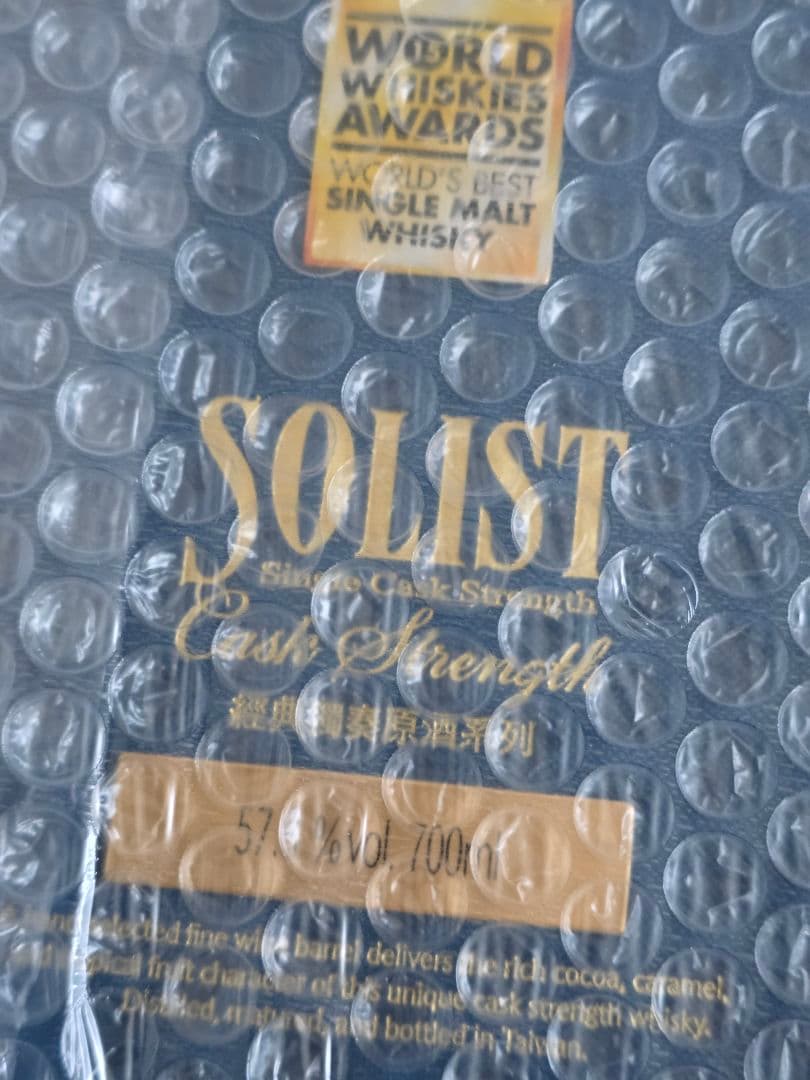 WORLD
WHISKIES
AWARDS
WORLD'S BEST
SINGLE MALT
WHISKY
SOLIST
Single Cask Strength
Cask Strength
經典獨奏原酒系列
% vol. 700ml
selected fine wine barrel delivers the rich cocoa, caramel,
tropical fruit character of this unique cask strength whisky.
Distilled, matured, and bottled in Taiwan.